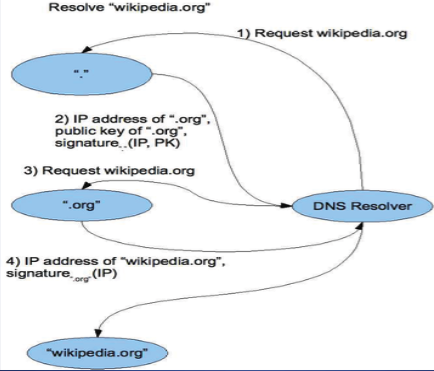 Resolve “wikipedia.org”
1) Request wikipedia.org
“.”
2) IP address of “.org”,
public key of “.org”,
signature“.”(IP, PK)
3) Request wikipedia.org
“.org”
DNS Resolver
4) IP address of “wikipedia.org”,
signature“.org”(IP)
“wikipedia.org”